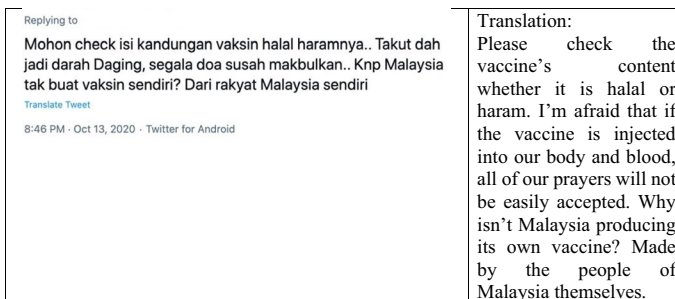 Replying to
Mohon check isi kandungan vaksin halal haramnya.. Takut dah
jadi darah Daging, segala doa susah makbulkan.. Knp Malaysia
tak buat vaksin sendiri? Dari rakyat Malaysia sendiri
Translate Tweet
8:46 PM · Oct 13, 2020 · Twitter for Android
Translation:
Please check the
vaccine's content
whether it is halal or
haram. I'm afraid that if
the vaccine is injected
into our body and blood,
all of our prayers will not
be easily accepted. Why
isn't Malaysia producing
its own vaccine? Made
by the people of
Malaysia themselves.